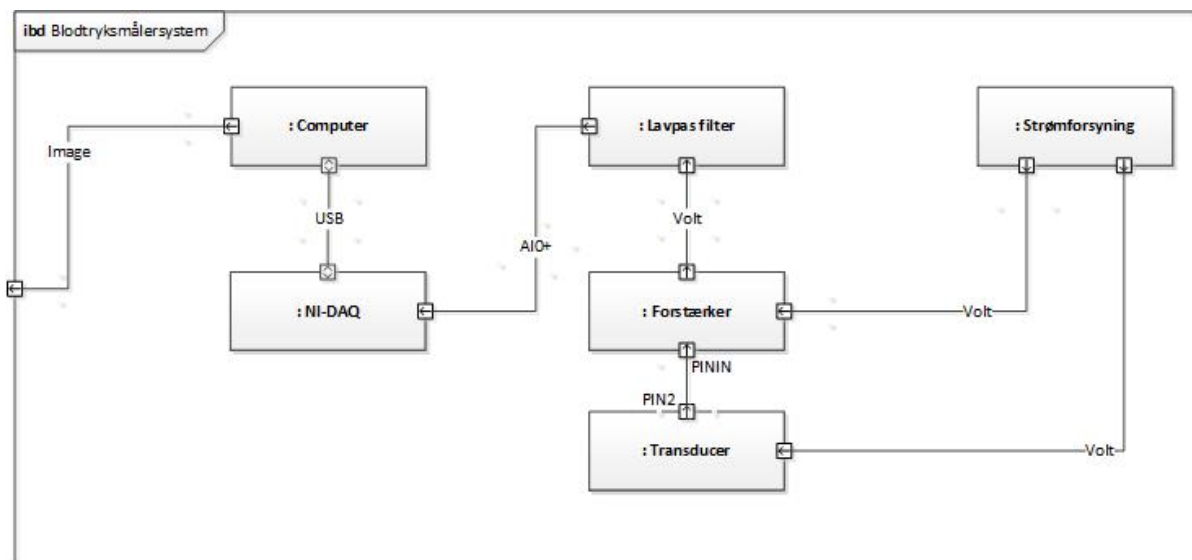 ibd Blodtryksmålersystem
: Computer
: Lavpas filter
: Strømforsyning
Image
USB
Volt
AI0+
: NI-DAQ
: Forstærker
Volt
PININ
PIN2
: Transducer
Volt